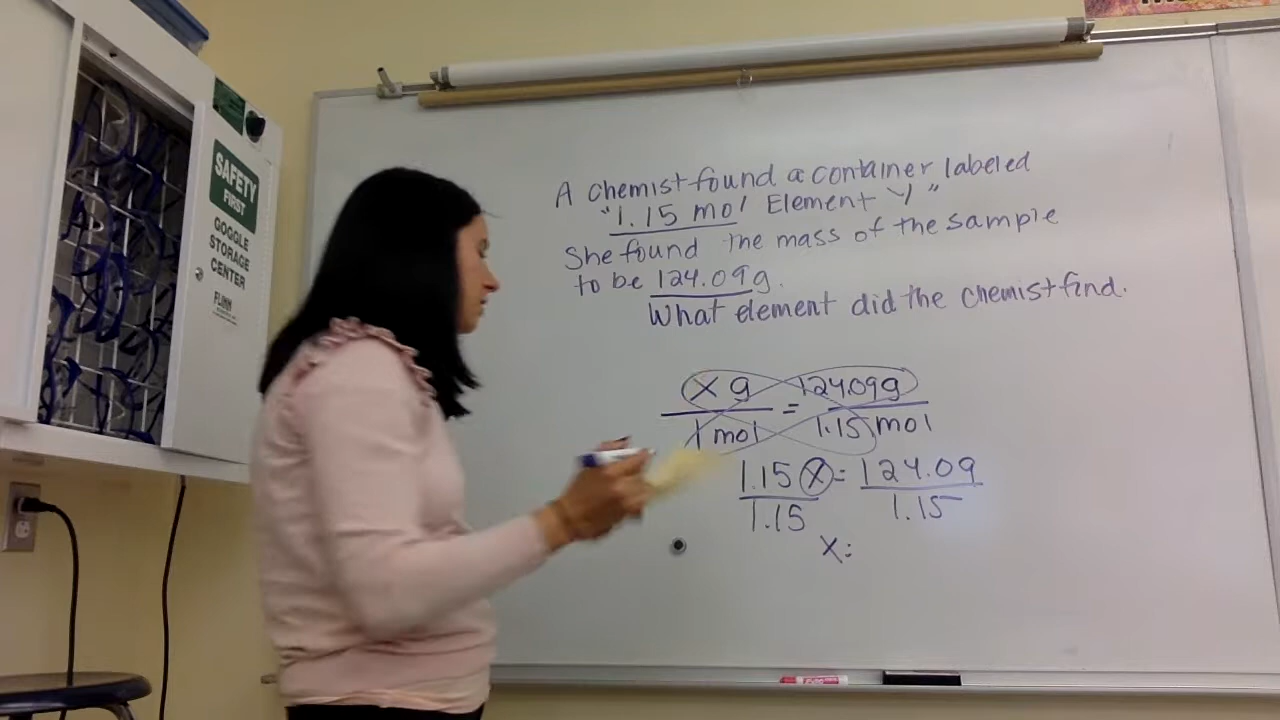 SAFETY
FIRST
GOGGLE
STORAGE
CENTER
FLINN
A chemist found a container labeled
"1.15 mol Element Y"
She found the mass of the sample
to be 124.09g.
What element did the chemist find.
x g = 124.09g
1 mol 1.15 mol
1.15 x = 124.09
1.15 1.15
x =